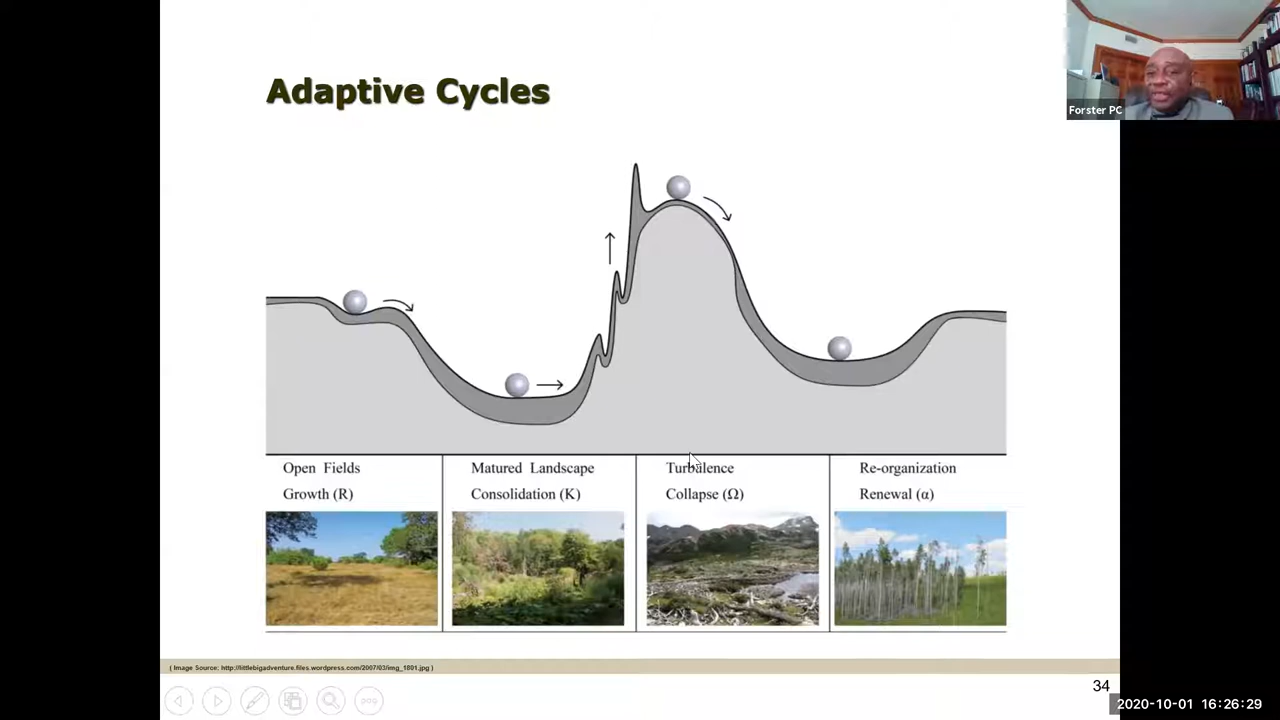 Adaptive Cycles
Forster PC
Open Fields
Growth (R)
Matured Landscape
Consolidation (K)
Turbulence
Collapse (Ω)
Re-organization
Renewal (α)
( Image Source: http://littlebigadventure.files.wordpress.com/2007/03/img_1801.jpg )
34
2020-10-01 16:26:29